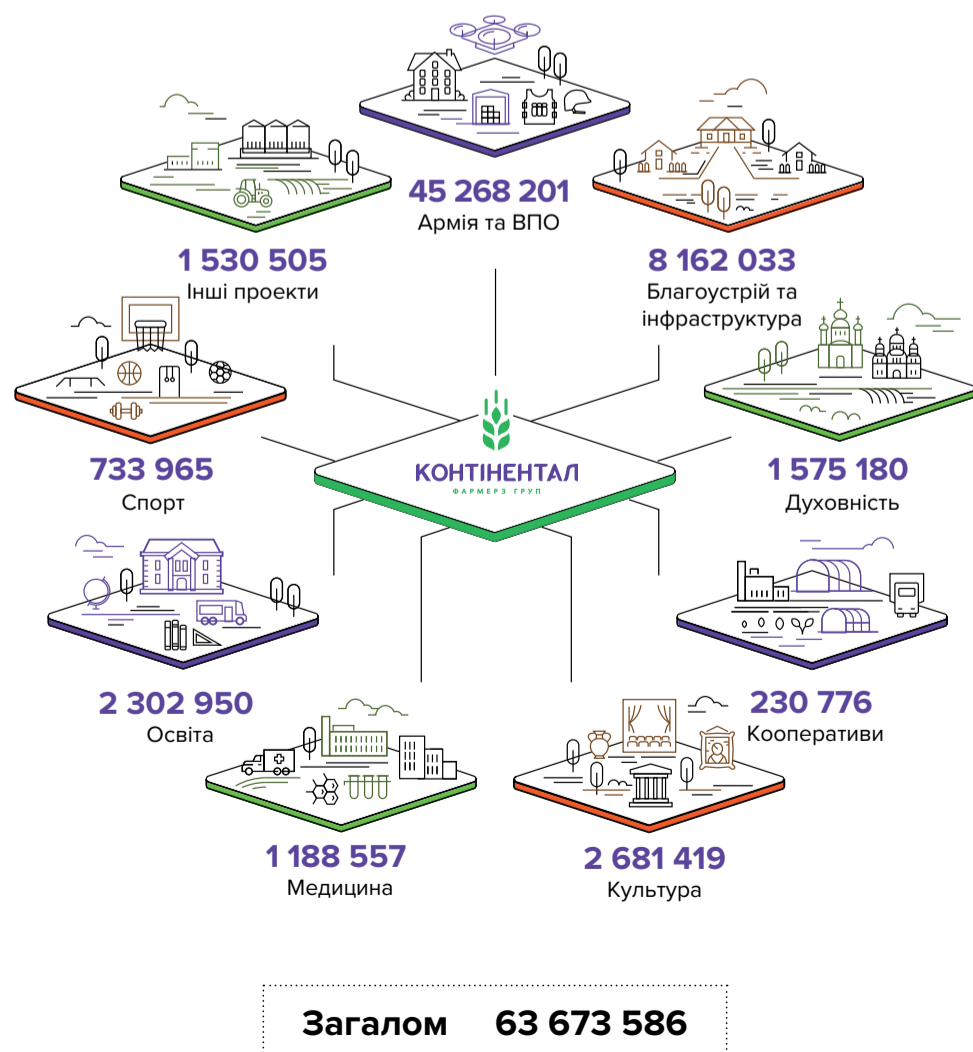 45 268 201
Армія та ВПО
1 530 505
Інші проекти
8 162 033
Благоустрій та
інфраструктура
КОНТІНЕНТАЛ
ФАРМЕРЗ ГРУП
733 965
Спорт
1 575 180
Духовність
2 302 950
Освіта
230 776
Кооперативи
1 188 557
Медицина
2 681 419
Культура
Загалом 63 673 586